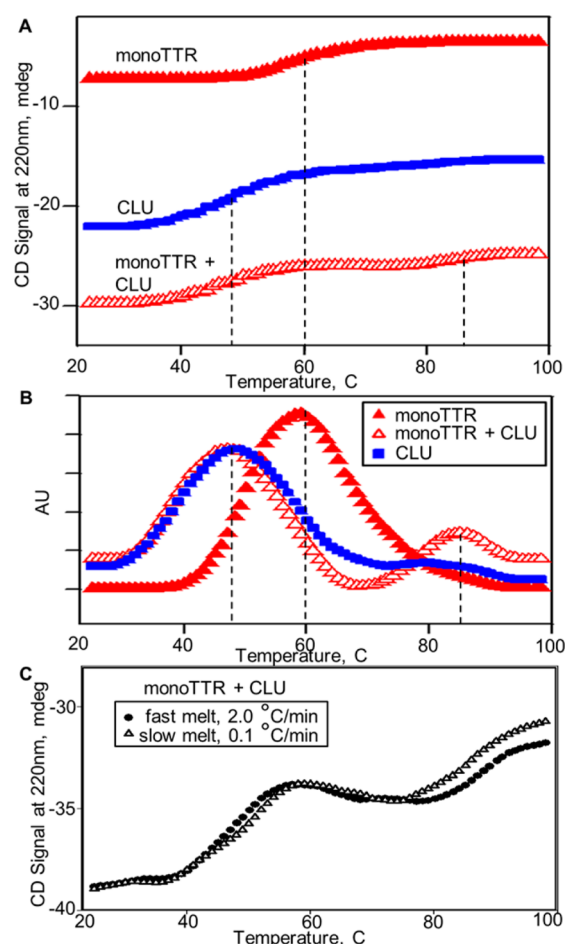 A
monoTTR
-10
CLU
-20
monoTTR +
CLU
-30
CD Signal at 220nm, mdeg
20 40 60 80 100
Temperature, C
B
monoTTR
monoTTR + CLU
CLU
AU
20 40 60 80 100
Temperature, C
C
monoTTR + CLU
fast melt, 2.0 °C/min
slow melt, 0.1 °C/min
-30
-35
-40
CD Signal at 220nm, mdeg
20 40 60 80 100
Temperature, C